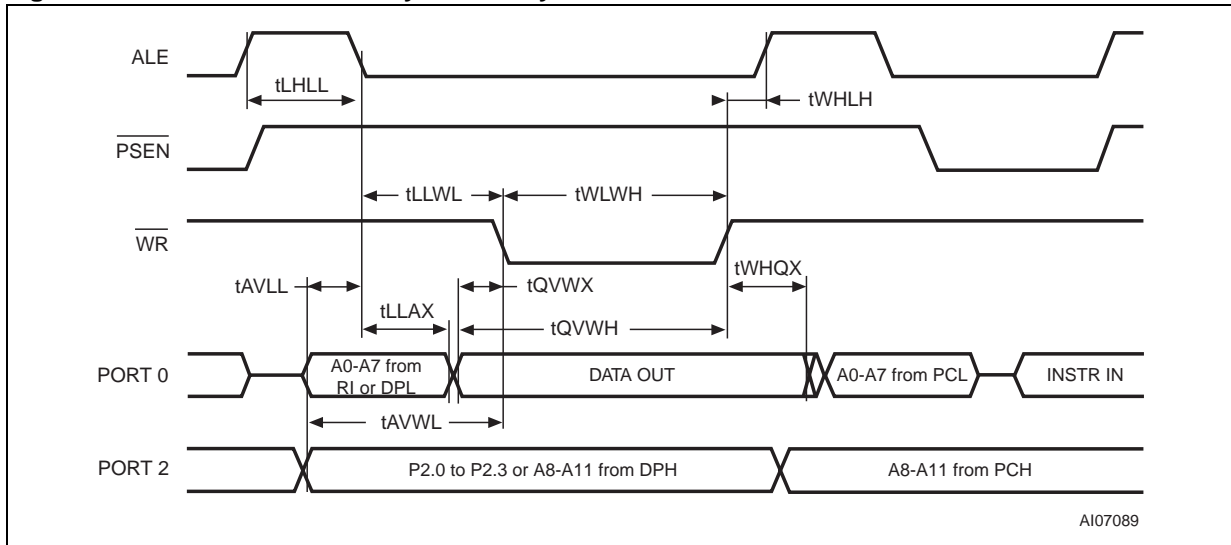 ALE
tLHLL
tWHLH
PSEN
tLLWL
tWLWH
WR
tWHQX
tAVLL
tQVWX
tLLAX
tQVWH
PORT 0
A0-A7 from
RI or DPL
DATA OUT
A0-A7 from PCL
INSTR IN
tAVWL
PORT 2
P2.0 to P2.3 or A8-A11 from DPH
A8-A11 from PCH
AI07089